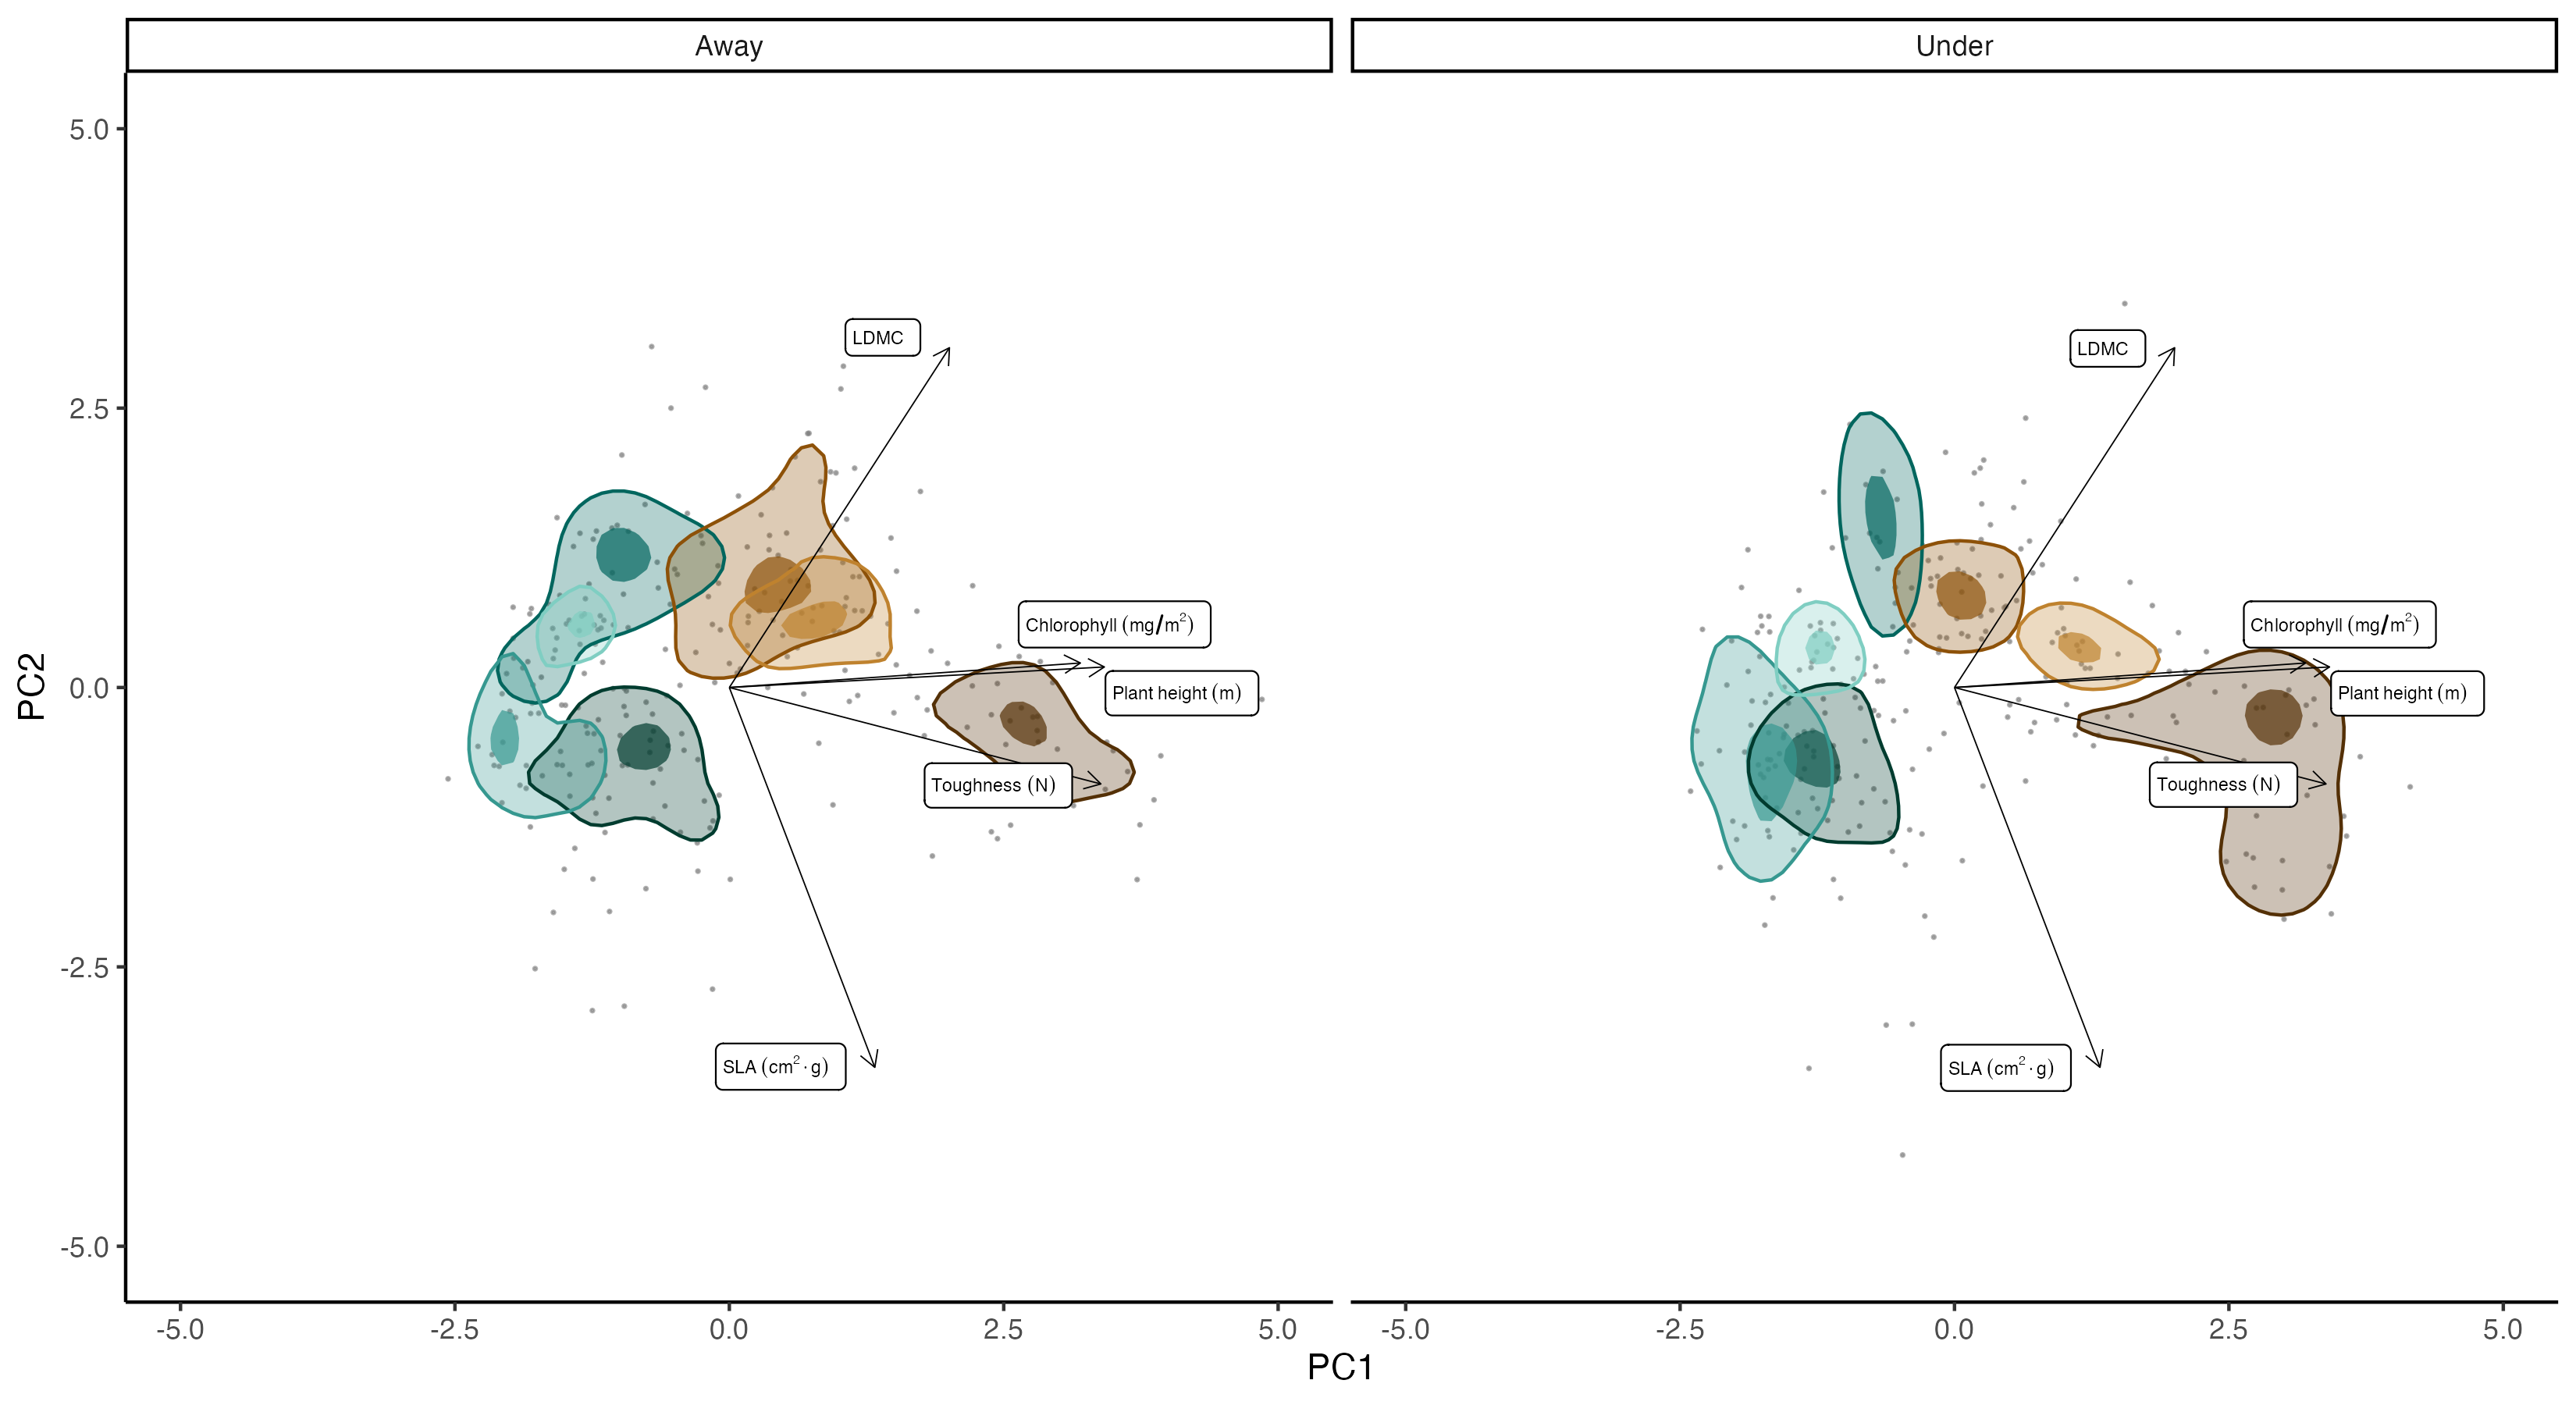 Away
Under
5.0
2.5
0.0
-2.5
-5.0
PC2
LDMC
Chlorophyll (mg/m²)
Plant height (m)
Toughness (N)
SLA (cm²·g)
LDMC
Chlorophyll (mg/m²)
Plant height (m)
Toughness (N)
SLA (cm²·g)
-5.0 -2.5 0.0 2.5 5.0
-5.0 -2.5 0.0 2.5 5.0
PC1